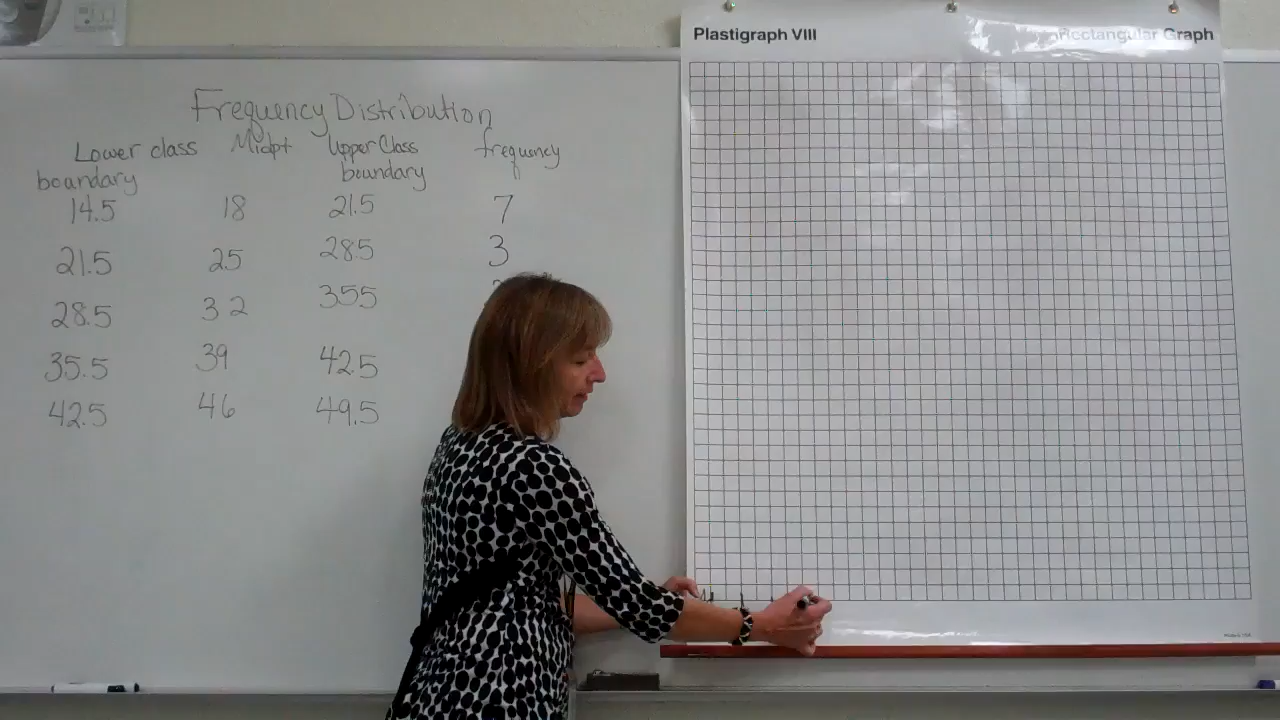 Plastigraph VIII Rectangular Graph
Frequency Distribution
Lower class boundary Midpt Upper Class boundary frequency
14.5 18 21.5 7
21.5 25 28.5 3
28.5 32 355
35.5 39 42.5
42.5 46 49.5